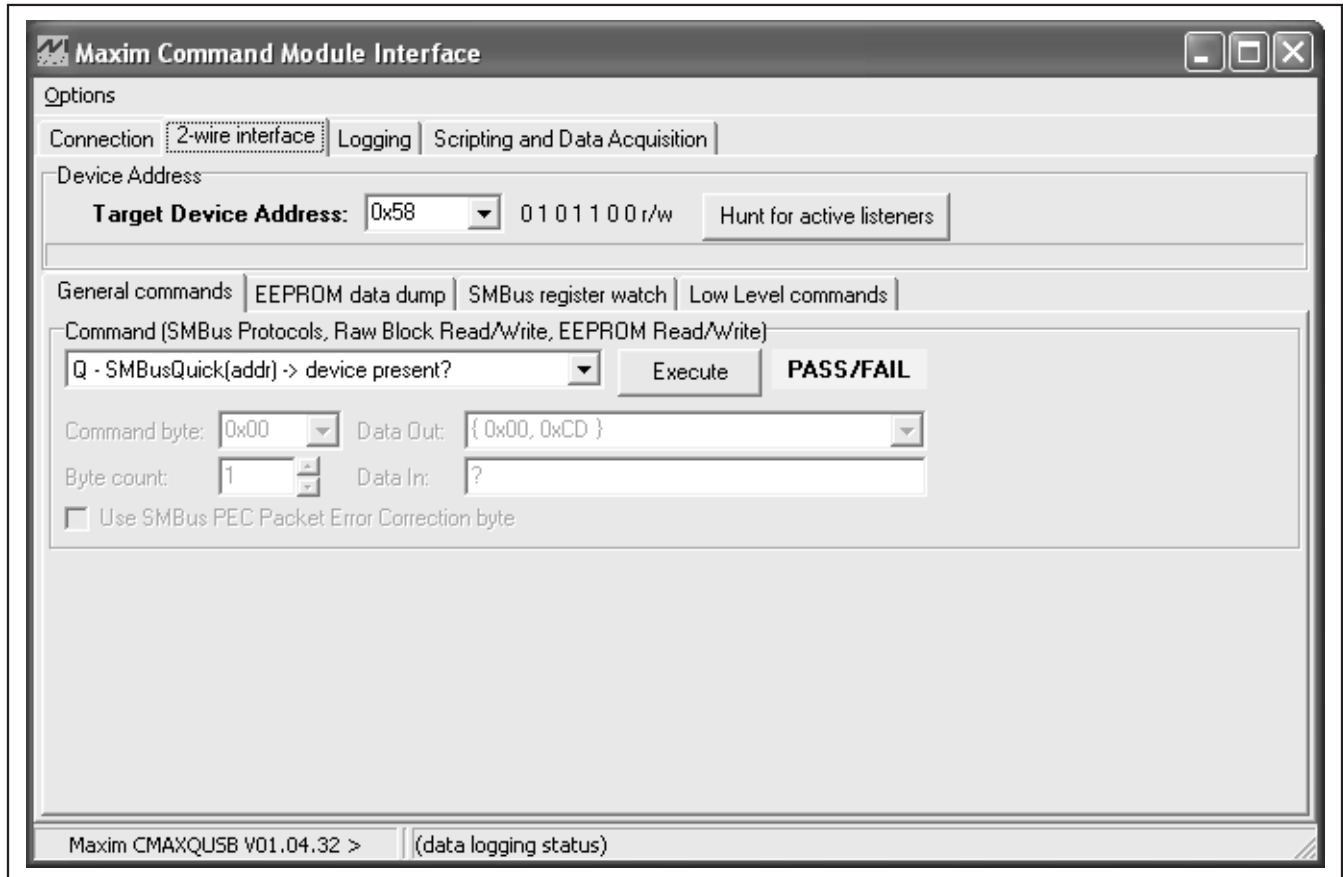 Maxim Command Module Interface
Options
Connection 2-wire interface Logging Scripting and Data Acquisition
Device Address
Target Device Address: 0x58 0 1 0 1 1 0 0 r/w Hunt for active listeners
General commands EEPROM data dump SMBus register watch Low Level commands
Command (SMBus Protocols, Raw Block Read/Write, EEPROM Read/Write)
Q - SMBusQuick(addr) -> device present? Execute PASS/FAIL
Command byte: 0x00 Data Out: { 0x00, 0xCD }
Byte count: 1 Data In: ?
Use SMBus PEC Packet Error Correction byte
Maxim CMAXQUSB V01.04.32 > (data logging status)